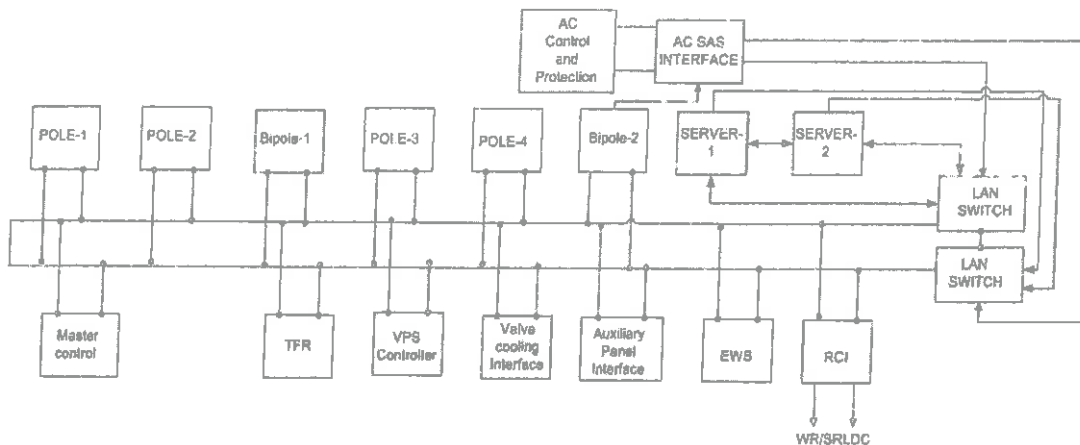 AC
Control
and
Protection
AC SAS
INTERFACE
POLE-1
POLE-2
Bipole-1
POLE-3
POLE-4
Bipole-2
SERVER-
1
SERVER-
2
LAN
SWITCH
LAN
SWITCH
Master
control
TFR
VPS
Controller
Valve
cooling
Interface
Auxiliary
Panel
Interface
EWS
RCI
WR/SRLDC